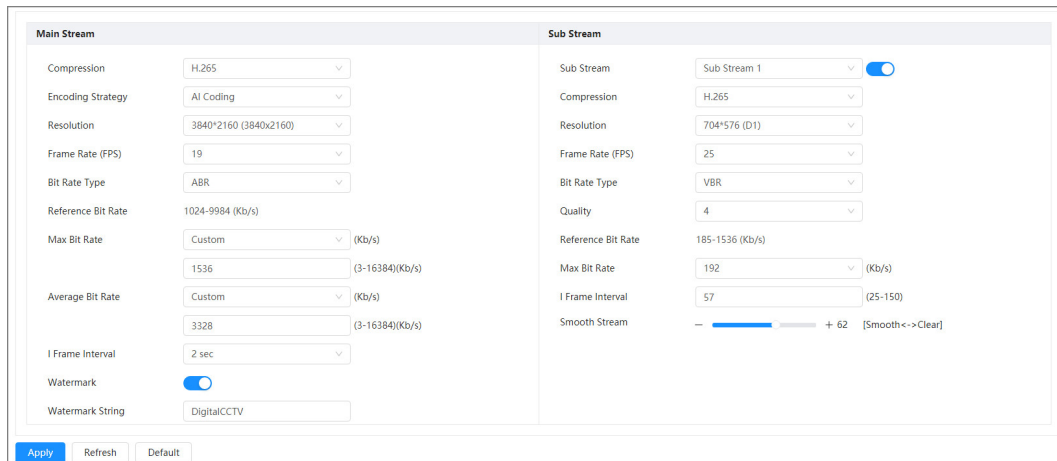 Main Stream
Compression H.265
Encoding Strategy AI Coding
Resolution 3840*2160 (3840x2160)
Frame Rate (FPS) 19
Bit Rate Type ABR
Reference Bit Rate 1024-9984 (Kb/s)
Max Bit Rate Custom (Kb/s)
1536 (3-16384)(Kb/s)
Average Bit Rate Custom (Kb/s)
3328 (3-16384)(Kb/s)
I Frame Interval 2 sec
Watermark
Watermark String DigitalCCTV
Sub Stream
Sub Stream Sub Stream 1
Compression H.265
Resolution 704*576 (D1)
Frame Rate (FPS) 25
Bit Rate Type VBR
Quality 4
Reference Bit Rate 185-1536 (Kb/s)
Max Bit Rate 192 (Kb/s)
I Frame Interval 57 (25-150)
Smooth Stream − + 62 [Smooth<->Clear]
Apply Refresh Default